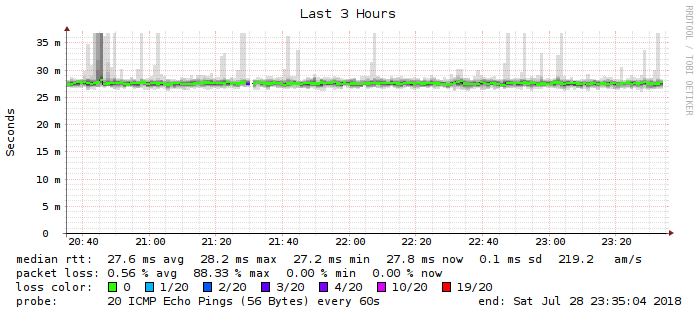 Last 3 Hours
RRDTOOL / TOBI OETIKER
Seconds
35 m
30 m
25 m
20 m
15 m
10 m
5 m
0
20:40 21:00 21:20 21:40 22:00 22:20 22:40 23:00 23:20
median rtt: 27.6 ms avg 28.2 ms max 27.2 ms min 27.8 ms now 0.1 ms sd 219.2 am/s
packet loss: 0.56 % avg 88.33 % max 0.00 % min 0.00 % now
loss color: 0 1/20 2/20 3/20 4/20 10/20 19/20
probe: 20 ICMP Echo Pings (56 Bytes) every 60s end: Sat Jul 28 23:35:04 2018